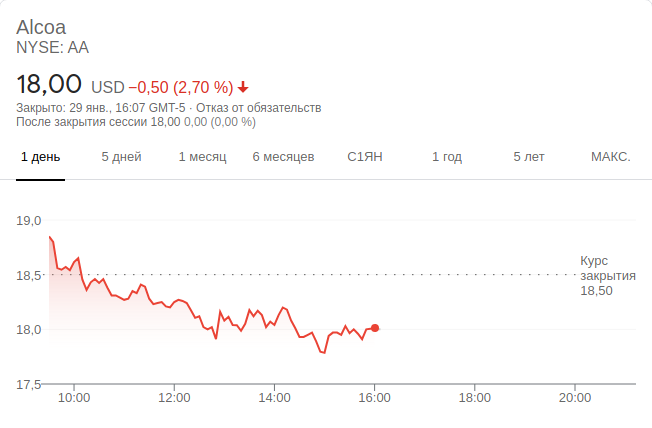 Alcoa
NYSE: AA
18,00 USD −0,50 (2,70 %)
Закрыто: 29 янв., 16:07 GMT-5 · Отказ от обязательств
После закрытия сессии 18,00 0,00 (0,00 %)
1 день 5 дней 1 месяц 6 месяцев С1ЯН 1 год 5 лет МАКС.
19,0
18,5
18,0
17,5
Курс
закрытия
18,50
10:00 12:00 14:00 16:00 18:00 20:00